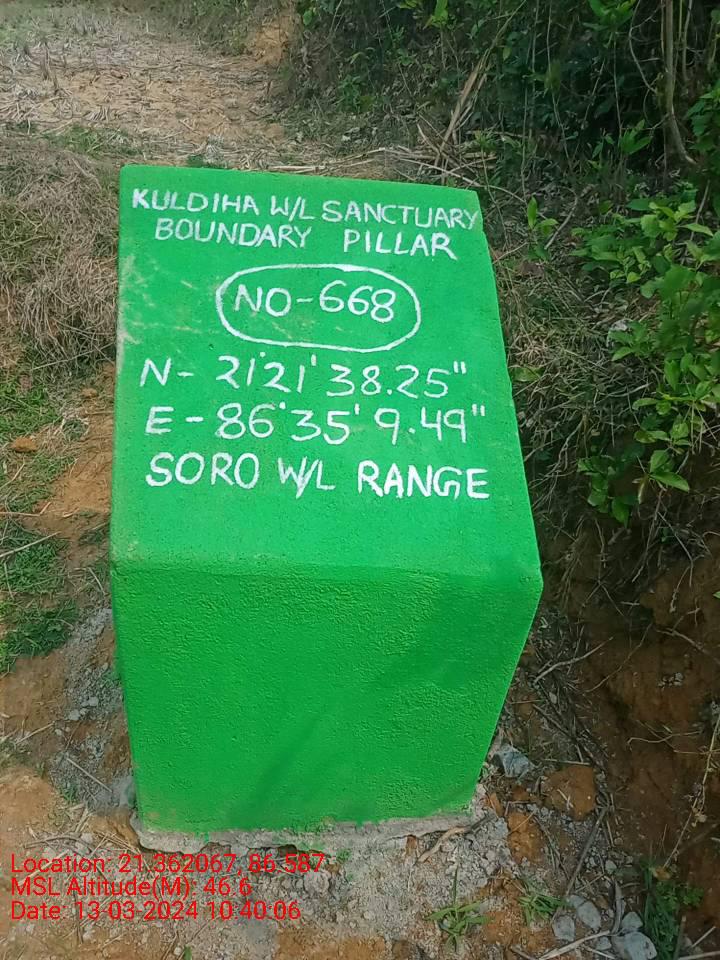 KULDIHA W/L SANCTUARY
BOUNDARY PILLAR
NO-668
N- 21°21' 38.25"
E-86°35' 9.49"
SORO W/L RANGE
Location: 21.362067, 86.587
MSL Altitude(M): 46.6
Date: 13-03-2024 10:40:06